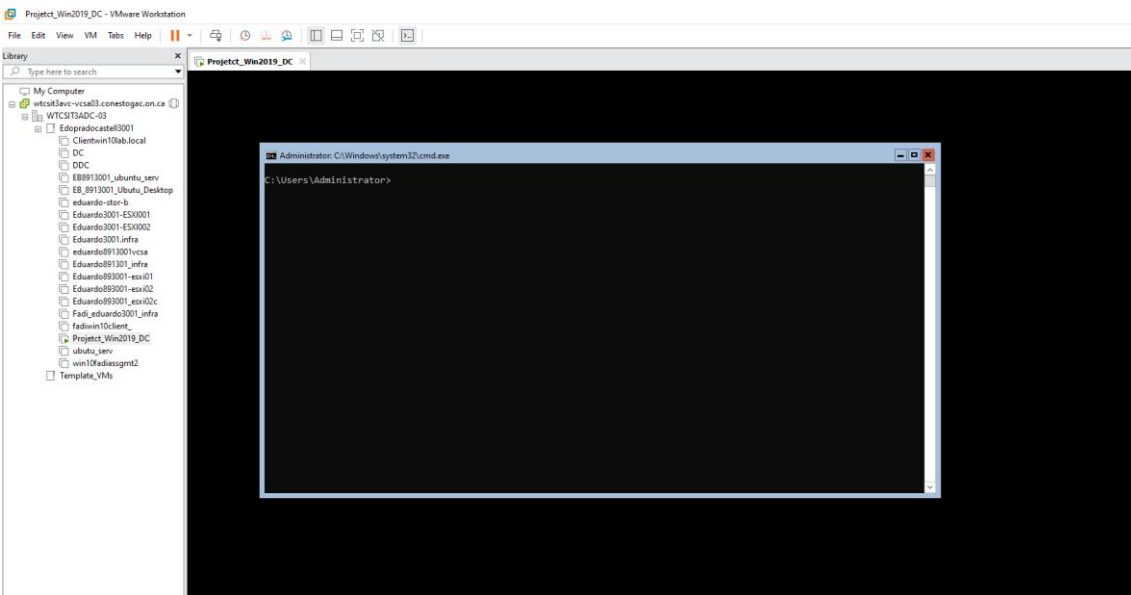 Projetct_Win2019_DC - VMware Workstation
File Edit View VM Tabs Help
Library
Type here to search
Projetct_Win2019_DC
My Computer
wtcsit3avc-vcsa03.conestogac.on.ca
WTCSIT3ADC-03
Edopradocastell3001
Clientwin10lab.local
DC
DDC
EB8913001_ubuntu_serv
EB_8913001_Ubutu_Desktop
eduardo-stor-b
Eduardo3001-ESXI001
Eduardo3001-ESXI002
Eduardo3001.infra
eduardo8913001vcsa
Eduardo891301_infra
Eduardo893001-esxi01
Eduardo893001-esxi02
Eduardo893001_esxi02c
Fadi_eduardo3001_infra
fadiwin10client_
Projetct_Win2019_DC
ubutu_serv
win10fadiassgmt2
Template_VMs
Administrator: C:\Windows\system32\cmd.exe
C:\Users\Administrator>